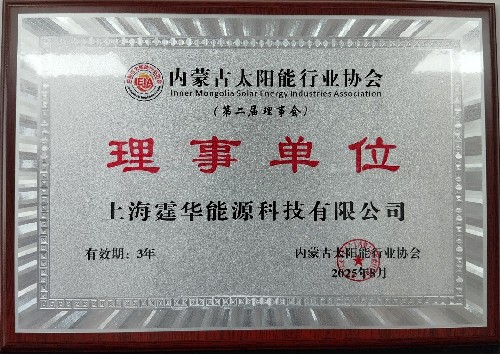 IEIA
内蒙古太阳能行业协会
Inner Mongolia Solar Energy Industries Association
(第二届理事会)
理事单位
上海霆华能源科技有限公司
有效期：3年
内蒙古太阳能行业协会
2025年8月